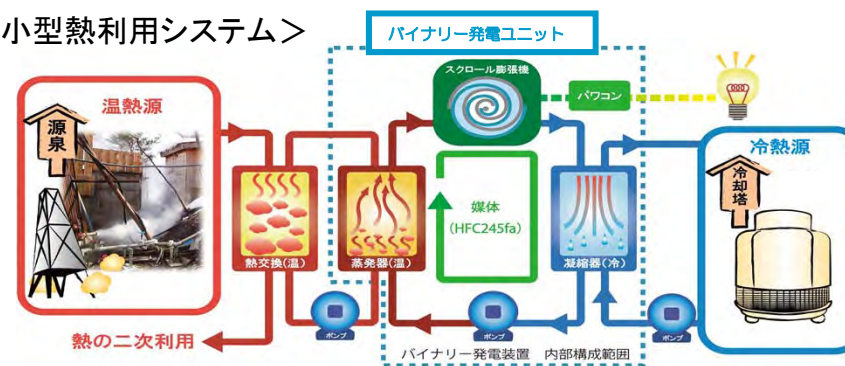 小型熱利用システム＞
バイナリー発電ユニット
スクロール膨張機
パワコン
温熱源
源泉
冷熱源
冷却塔
媒体
(HFC245fa)
熱交換(温)
蒸発器(温)
凝縮器(冷)
ポンプ
ポンプ
ポンプ
熱の二次利用
バイナリー発電装置 内部構成範囲